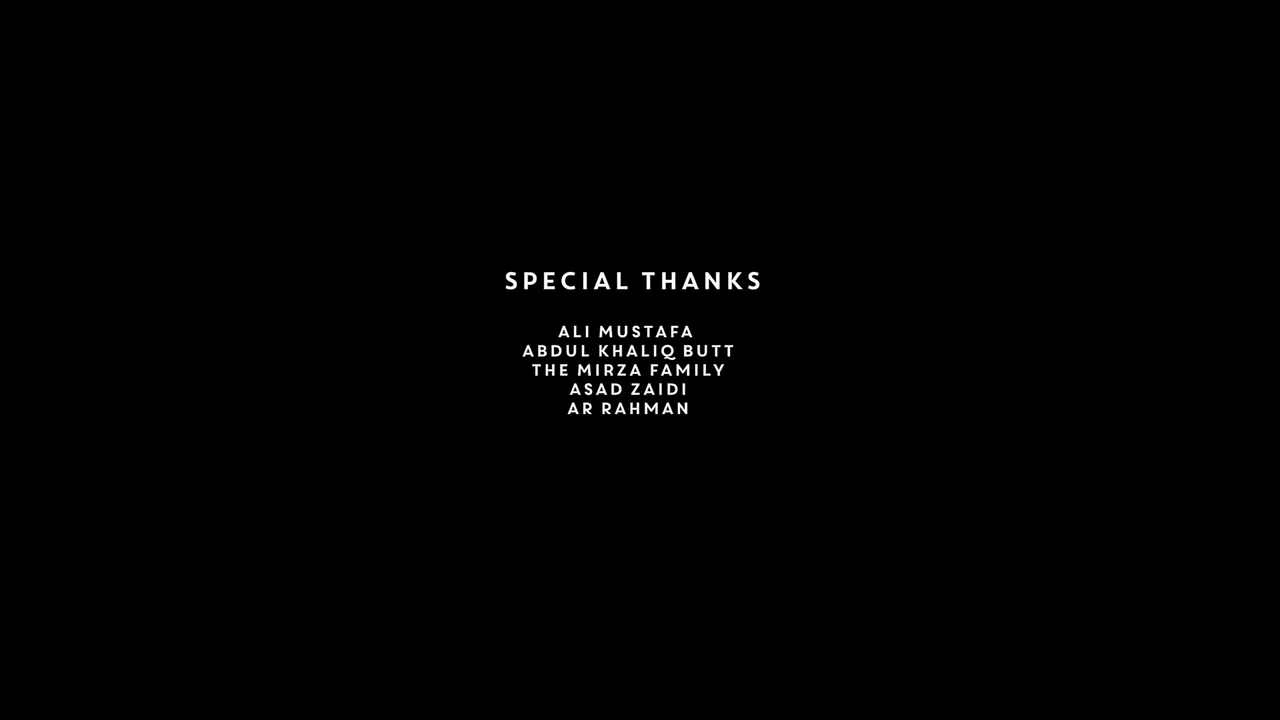 SPECIAL THANKS
ALI MUSTAFA
ABDUL KHALIQ BUTT
THE MIRZA FAMILY
ASAD ZAIDI
AR RAHMAN